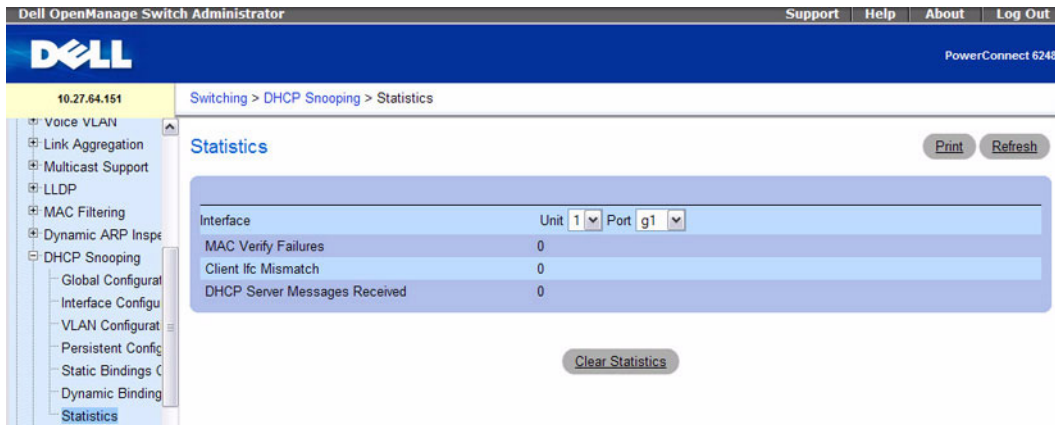 Dell OpenManage Switch Administrator
Support Help About Log Out
DELL
PowerConnect 6248
10.27.64.151
Switching > DHCP Snooping > Statistics
Voice VLAN
Link Aggregation
Multicast Support
LLDP
MAC Filtering
Dynamic ARP Inspe
DHCP Snooping
Global Configurat
Interface Configu
VLAN Configurat
Persistent Config
Static Bindings C
Dynamic Binding
Statistics
Statistics
Print Refresh
Interface Unit 1 Port g1
MAC Verify Failures 0
Client Ifc Mismatch 0
DHCP Server Messages Received 0
Clear Statistics